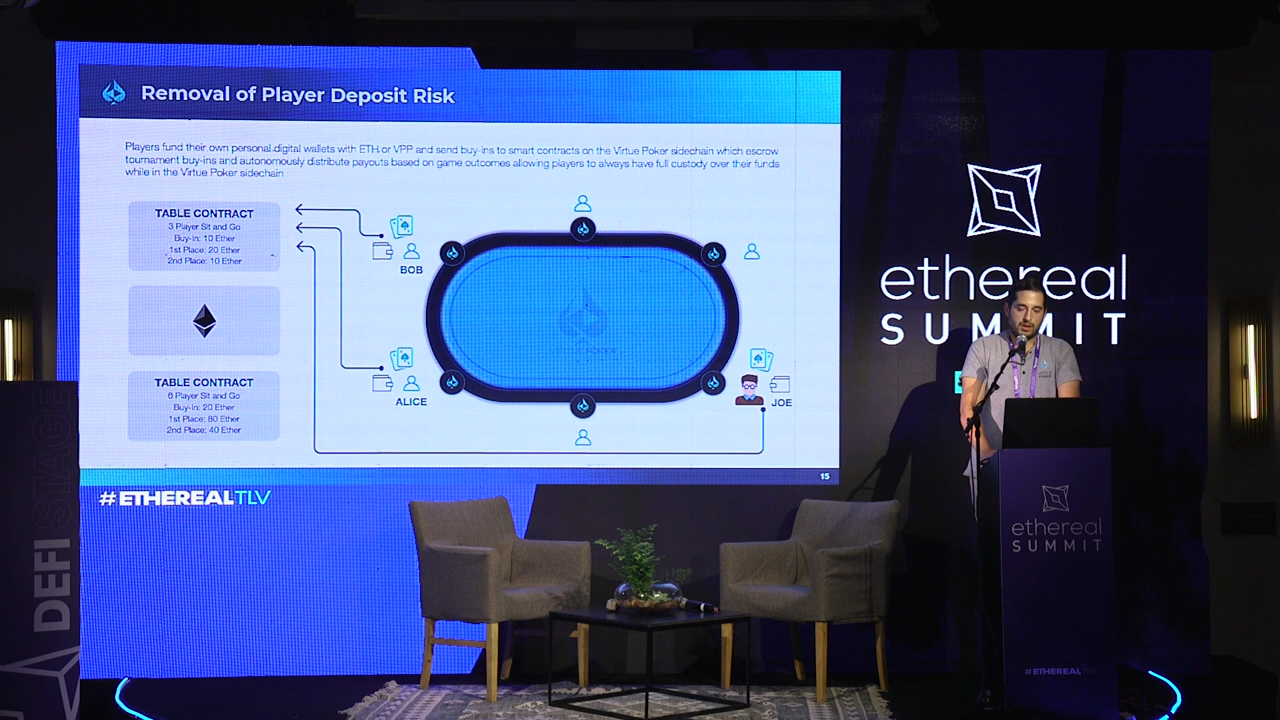 Removal of Player Deposit Risk
Players fund their own personal digital wallets with ETH or VPP and send buy-ins to smart contracts on the Virtue Poker sidechain which escrow
tournament buy-ins and autonomously distribute payouts based on game outcomes allowing players to always have full custody over their funds
while in the Virtue Poker sidechain
TABLE CONTRACT
3 Player Sit and Go
Buy-In: 10 Ether
1st Place: 20 Ether
2nd Place: 10 Ether
BOB
TABLE CONTRACT
6 Player Sit and Go
Buy-In: 20 Ether
1st Place: 80 Ether
2nd Place: 40 Ether
ALICE
JOE
VIRTUE POKER
15
#ETHEREALTLV
ethereal
SUMMIT
DEFI STAGE
ethereal
SUMMIT
#ETHEREALTLV